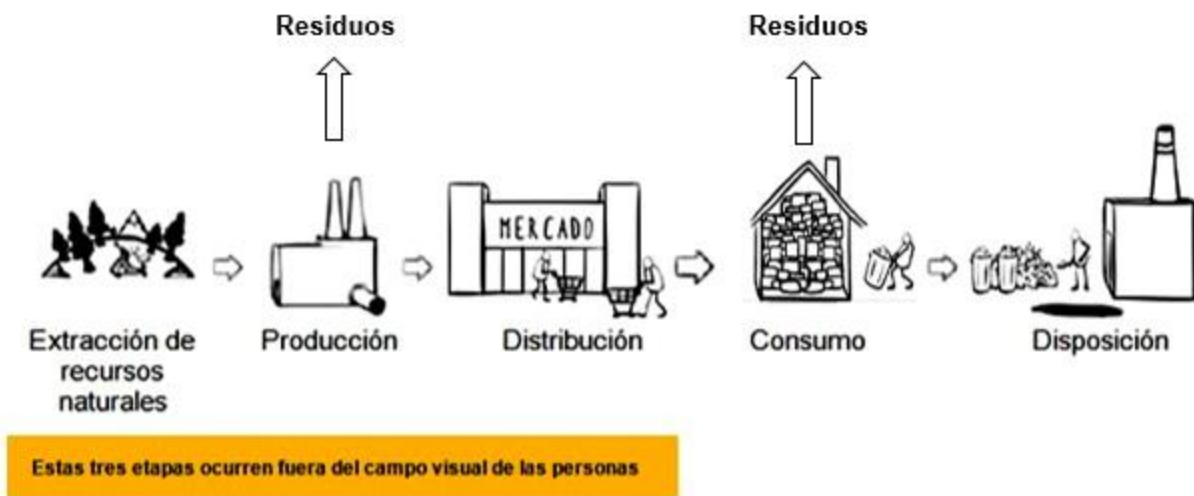 Residuos
Residuos
MERCADO
Extracción de
recursos
naturales
Producción
Distribución
Consumo
Disposición
Estas tres etapas ocurren fuera del campo visual de las personas